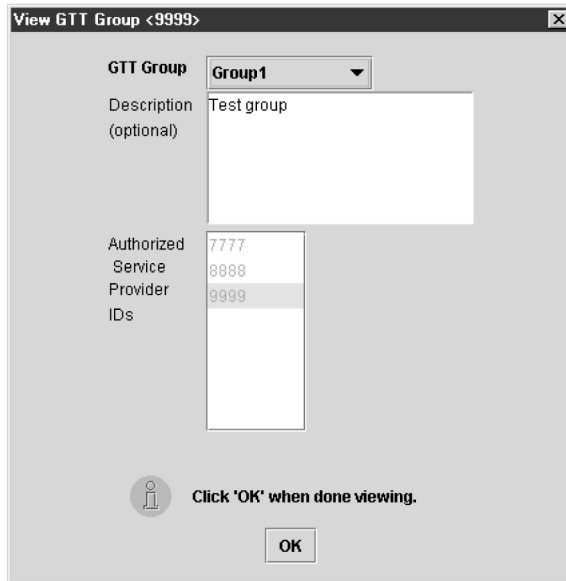 View GTT Group <9999>
GTT Group Group1
Description Test group
(optional)
Authorized 7777
Service 8888
Provider 9999
IDs
Click 'OK' when done viewing.
OK